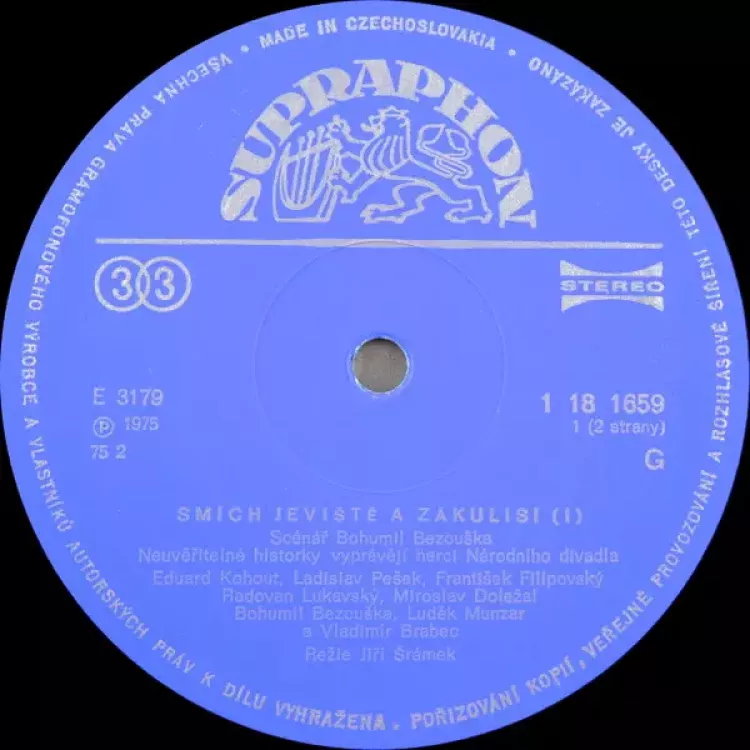 VŠECHNA PRÁVA GRAMOFONOVÉHO VÝROBCE A VLASTNÍKŮ AUTORSKÝCH PRÁV K DÍLU VYHRAŽENA. POŘIZOVÁNÍ KOPIÍ, VEŘEJNÉ PROVOZOVÁNÍ A ROZHLASOVÉ ŠÍŘENÍ TÉTO DESKY JE ZAKÁZÁNO
• MADE IN CZECHOSLOVAKIA •
SUPRAPHON
33
STEREO
E 3179
℗ 1975
75 2
1 18 1659
1 (2 strany)
G
SMÍCH JEVIŠTĚ A ZÁKULISÍ (I)
Scénář Bohumil Bezouška
Neuvěřitelné historky vyprávějí herci Národního divadla
Eduard Kohout, Ladislav Pešek, František Filipovský
Radovan Lukavský, Miroslav Doležal
Bohumil Bezouška, Luděk Munzar
a Vladimír Brabec
Režie Jiří Šrámek